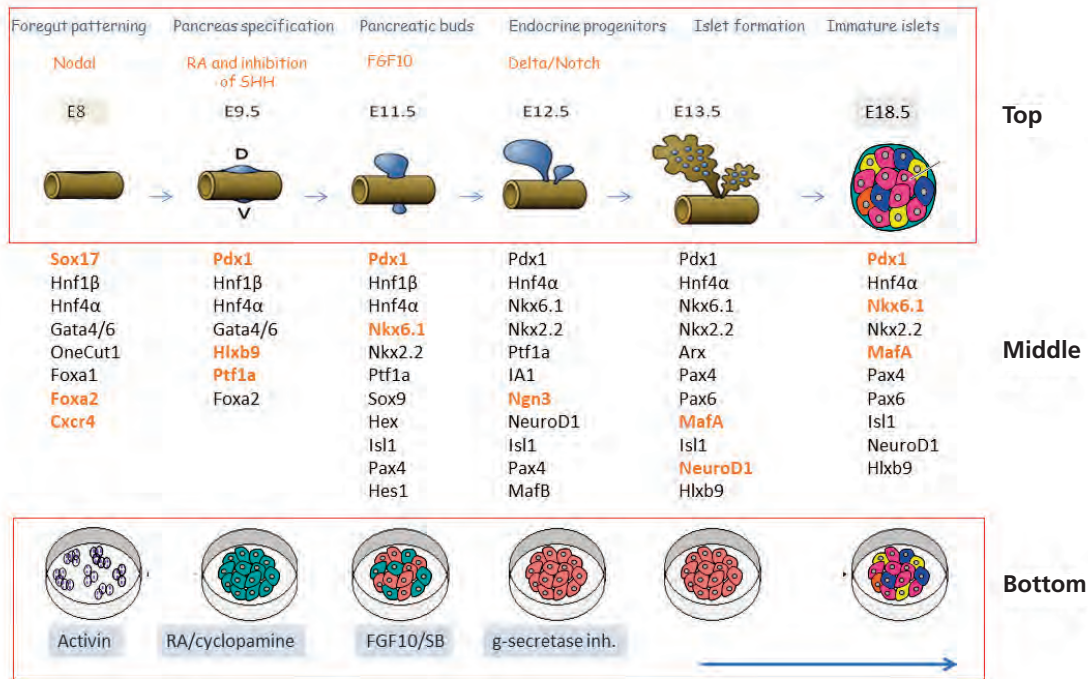 Foregut patterning Pancreas specification Pancreatic buds Endocrine progenitors Islet formation Immature islets
Nodal RA and inhibition of SHH FGF10 Delta/Notch
E8 E9.5 E11.5 E12.5 E13.5 E18.5
Top
D
V
Sox17 Pdx1 Pdx1 Pdx1 Pdx1 Pdx1
Hnf1β Hnf1β Hnf1β Hnf4α Hnf4α Hnf4α
Hnf4α Hnf4α Hnf4α Nkx6.1 Nkx6.1 Nkx6.1
Gata4/6 Gata4/6 Nkx6.1 Nkx2.2 Nkx2.2 Nkx2.2
OneCut1 Hlxb9 Nkx2.2 Ptf1a Arx MafA
Middle
Foxa1 Ptf1a Ptf1a IA1 Pax4 Pax4
Foxa2 Foxa2 Sox9 Ngn3 Pax6 Pax6
Cxcr4 Hex NeuroD1 MafA Isl1
Isl1 Isl1 Isl1 NeuroD1
Pax4 Pax4 NeuroD1 Hlxb9
Hes1 MafB Hlxb9
Bottom
Activin RA/cyclopamine FGF10/SB g-secretase inh.